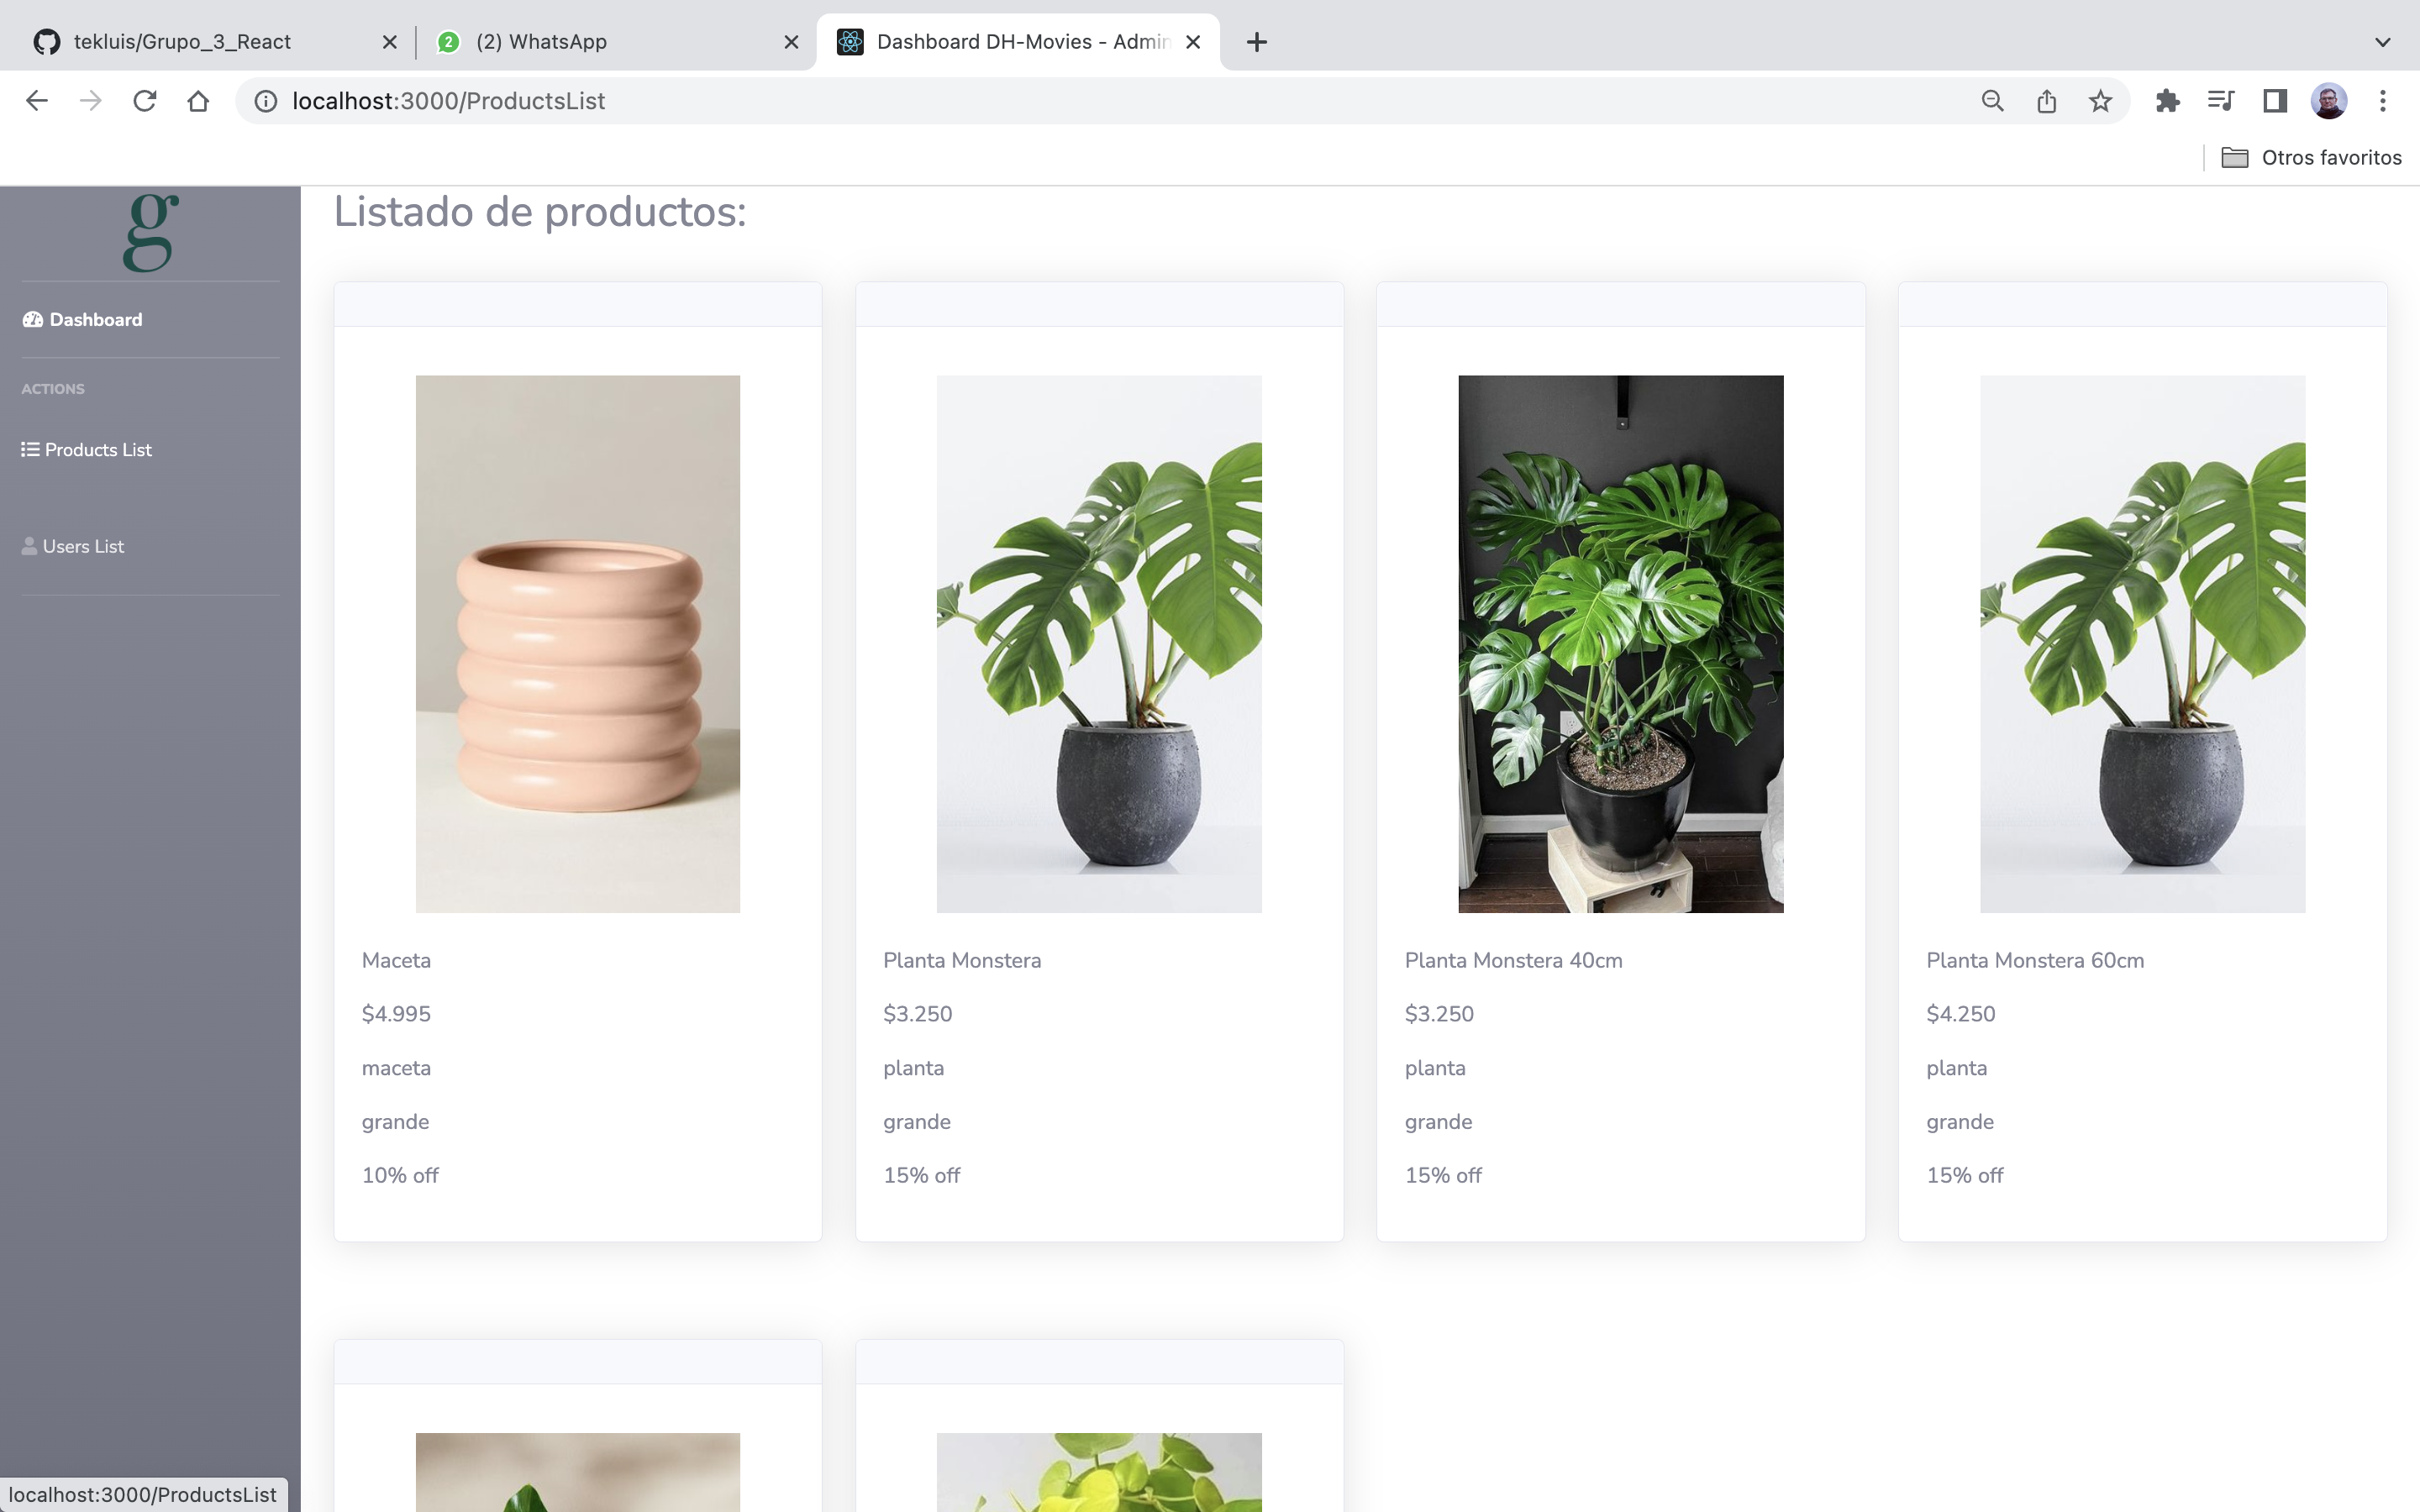 tekluis/Grupo_3_React
2
(2) WhatsApp
Dashboard DH-Movies - Admin
localhost:3000/ProductsList
Otros favoritos
g
Listado de productos:
Dashboard
ACTIONS
Products List
Users List
Maceta
$4.995
maceta
grande
10% off
Planta Monstera
$3.250
planta
grande
15% off
Planta Monstera 40cm
$3.250
planta
grande
15% off
Planta Monstera 60cm
$4.250
planta
grande
15% off
localhost:3000/ProductsList